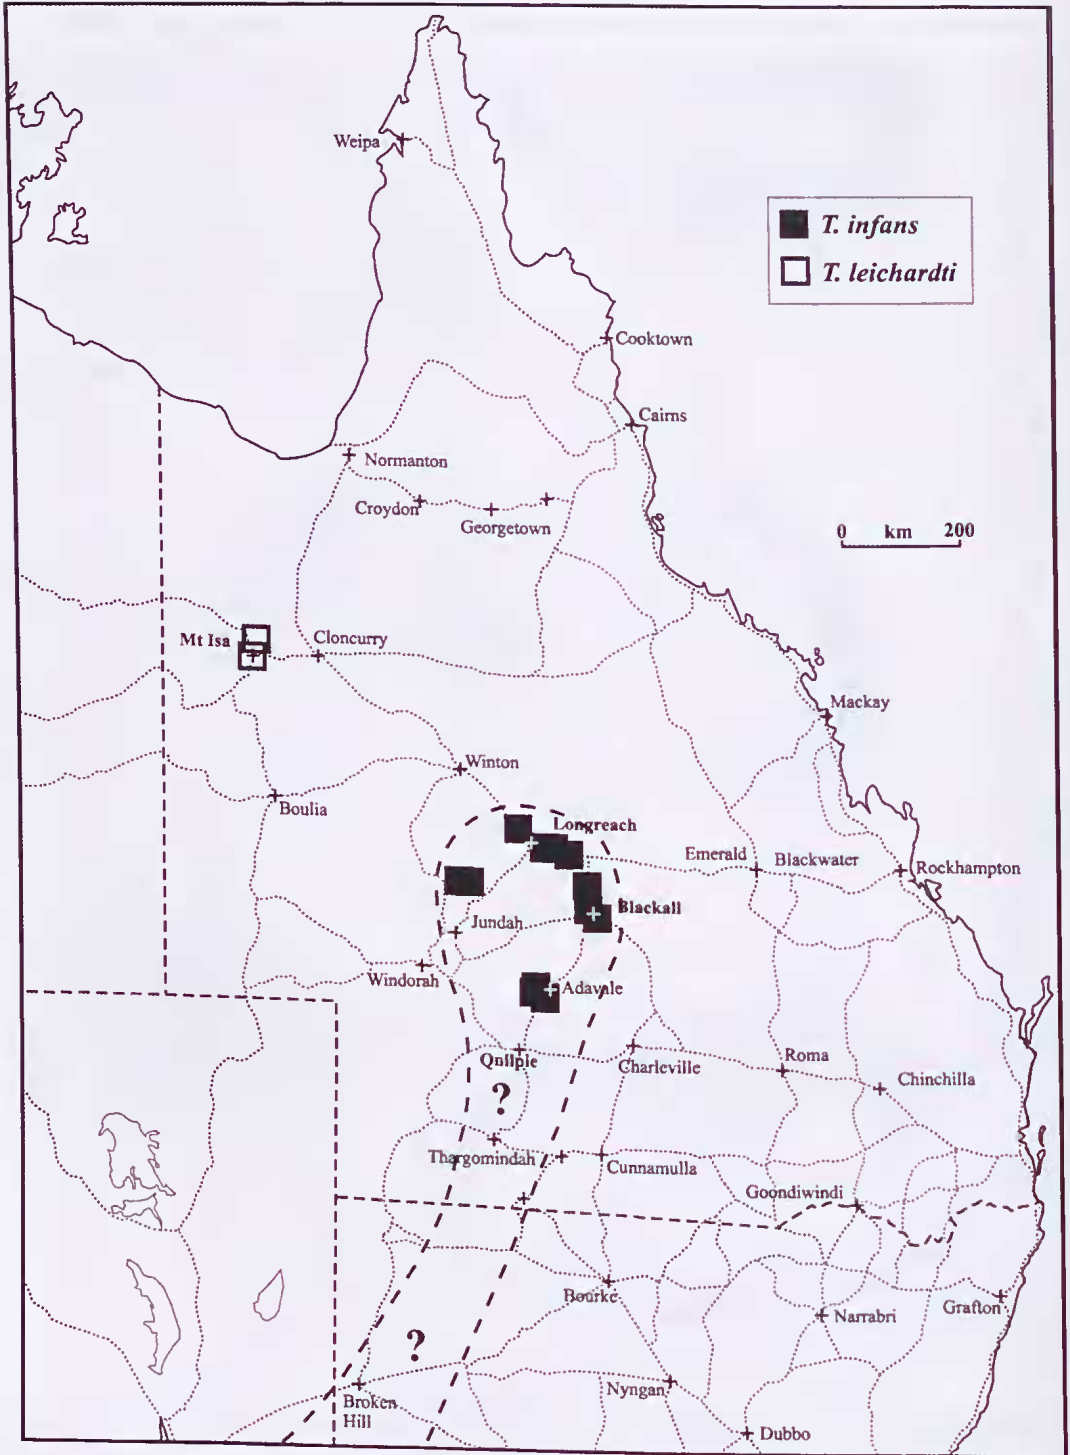 Weipa
T. infans
T. leichardti
Cooktown
Cairns
Normanton
Croydon
Georgetown
0 km 200
Mt Isa
Cloncurry
Mackay
Winton
Boulia
Longreach
Emerald
Blackwater
Rockhampton
Blackall
Jundah
Windorah
Adavale
Quilpie
Charleville
Roma
Chinchilla
?
Thargomindah
Cunnamulla
Goondiwindi
Bourke
Narrabri
Grafton
?
Broken
Hill
Nyngan
Dubbo